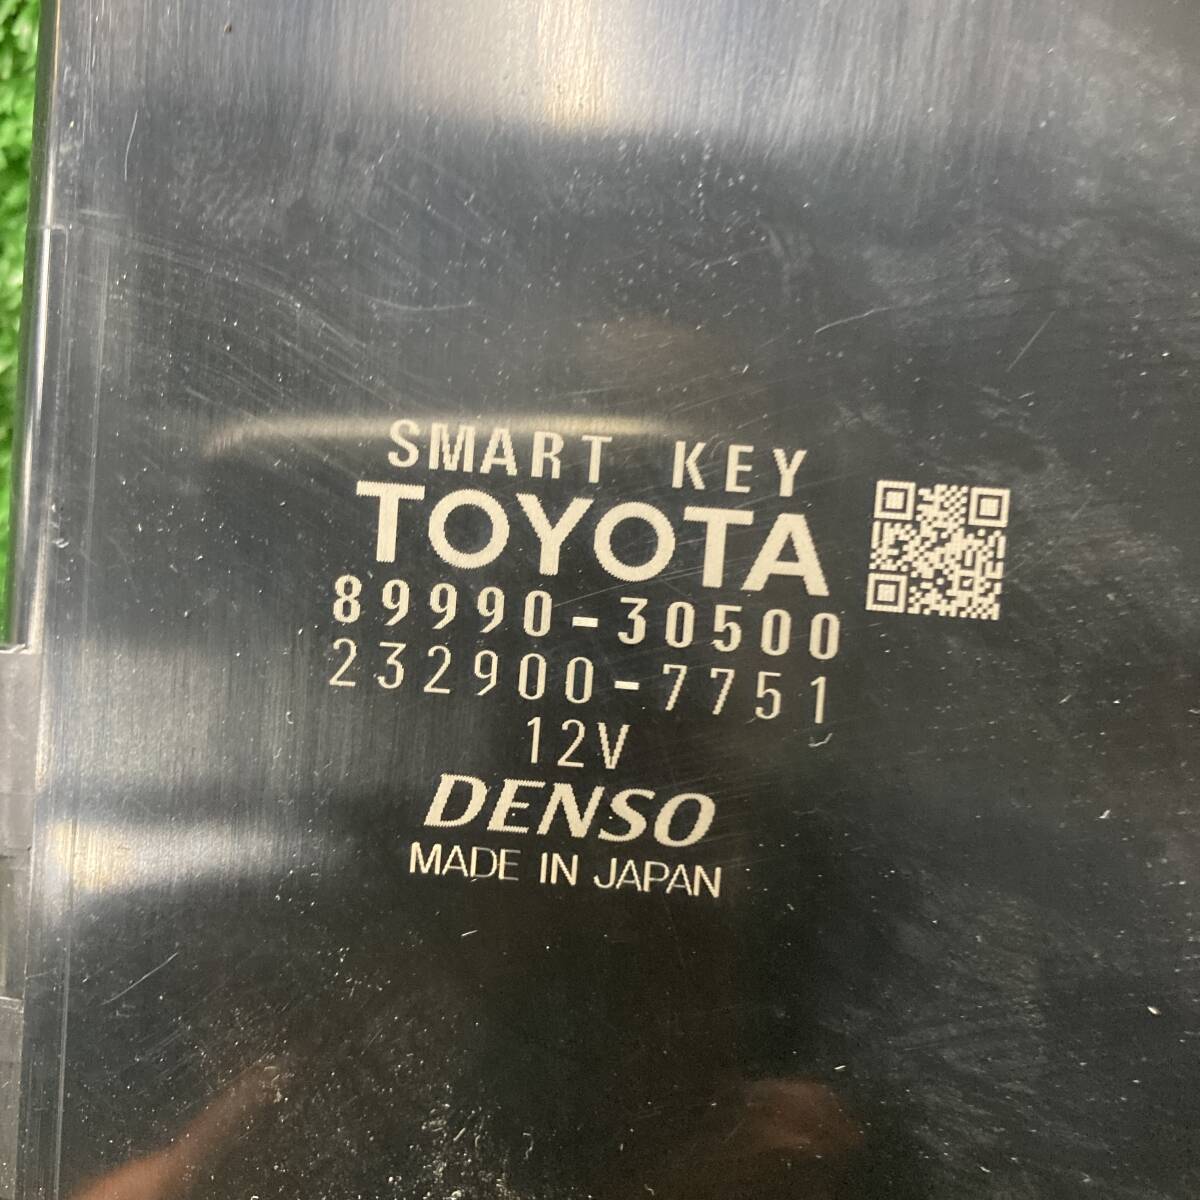 SMART KEY
TOYOTA
89990-30500
232900-7751
12V
DENSO
MADE IN JAPAN